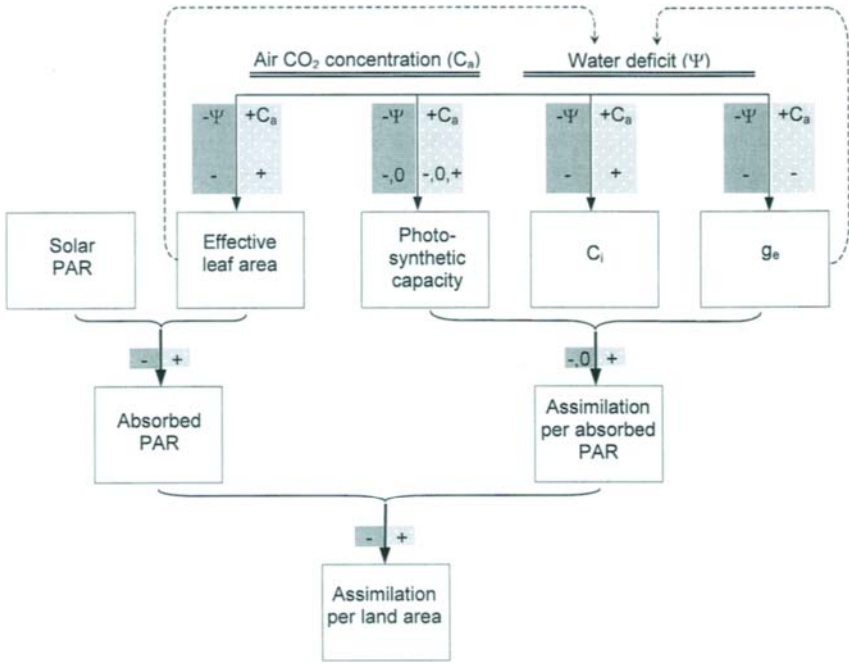 Air CO₂ concentration (Cₐ) Water deficit (Ψ)
-Ψ +Cₐ -Ψ +Cₐ -Ψ +Cₐ -Ψ +Cₐ
- + -,0 -,0,+ - + - -
Solar
PAR
Effective
leaf area
Photo-
synthetic
capacity
Cᵢ
gₑ
- +
-,0 +
Absorbed
PAR
Assimilation
per absorbed
PAR
- +
Assimilation
per land area